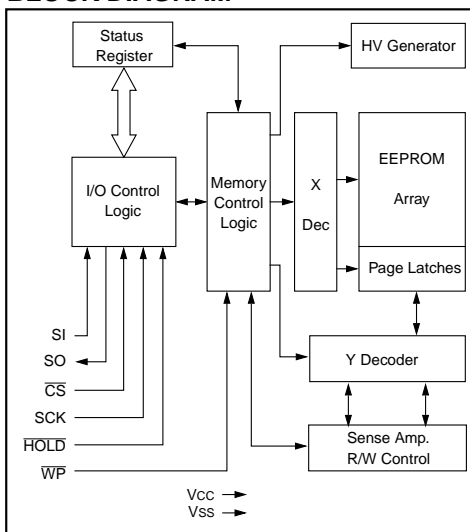 BLOCK DIAGRAM
Status
Register
HV Generator
I/O Control
Logic
Memory
Control
Logic
X
Dec
EEPROM
Array
Page Latches
SI
SO
CS
SCK
HOLD
WP
Y Decoder
Sense Amp.
R/W Control
VCC
VSS